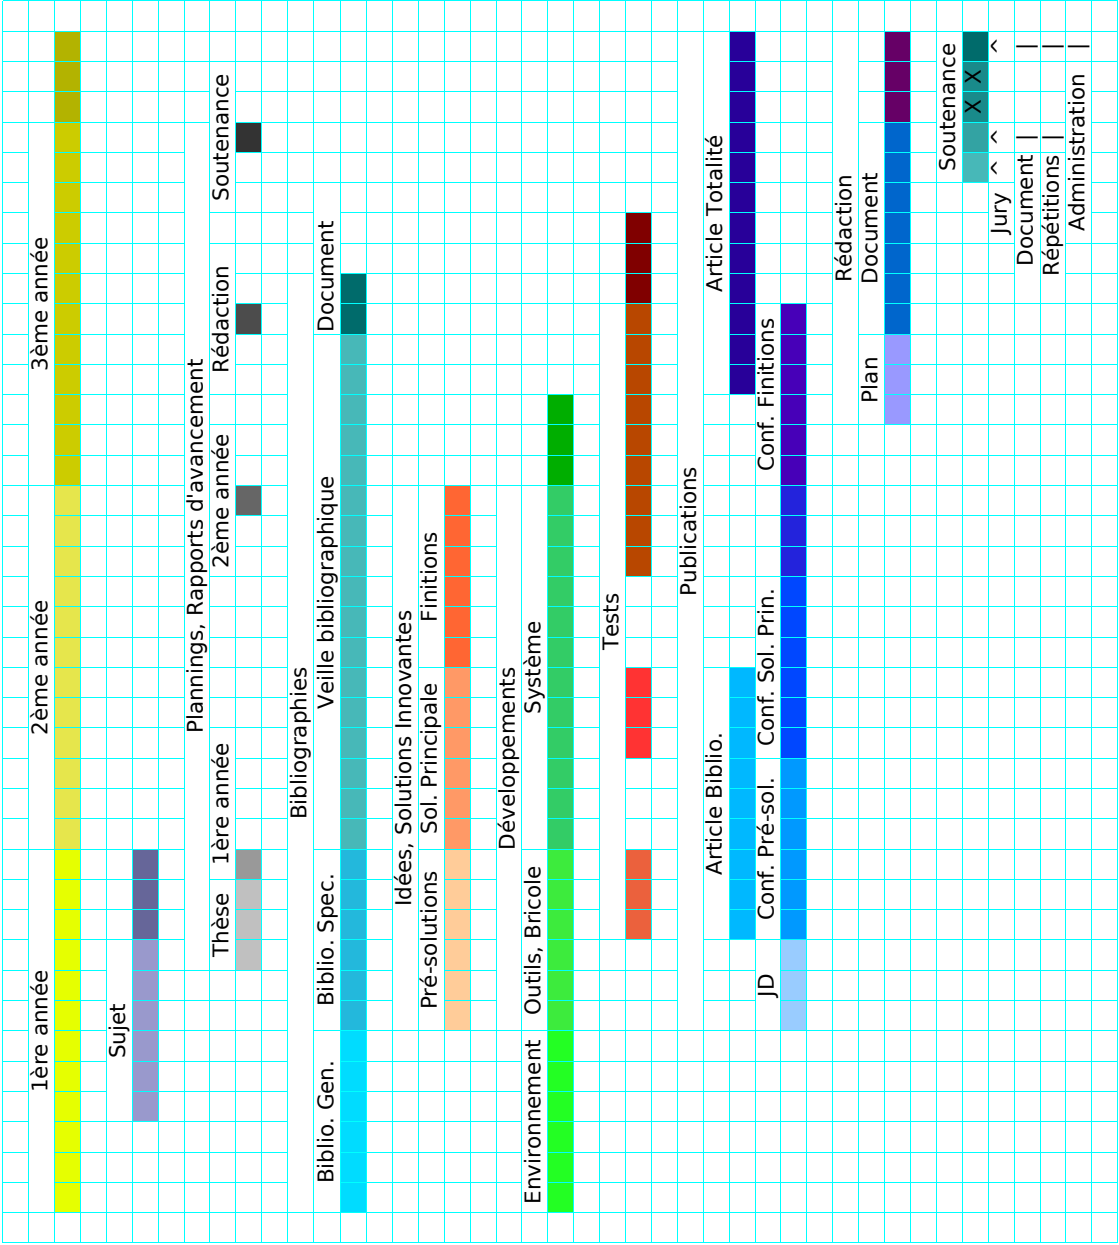 1ère année 2ème année 3ème année
Sujet
Plannings, Rapports d'avancement
Thèse 1ère année 2ème année Rédaction Soutenance
Bibliographies
Biblio. Gen. Biblio. Spec. Veille bibliographique Document
Idées, Solutions Innovantes
Pré-solutions Sol. Principale Finitions
Développements
Environnement Outils, Bricole Système
Tests
Publications
Article Biblio. Article Totalité
JD Conf. Pré-sol. Conf. Sol. Prin. Conf. Finitions
Rédaction
Plan Document
Soutenance
X X
Jury ^ ^ ^
Document | |
Répétitions | |
Administration |